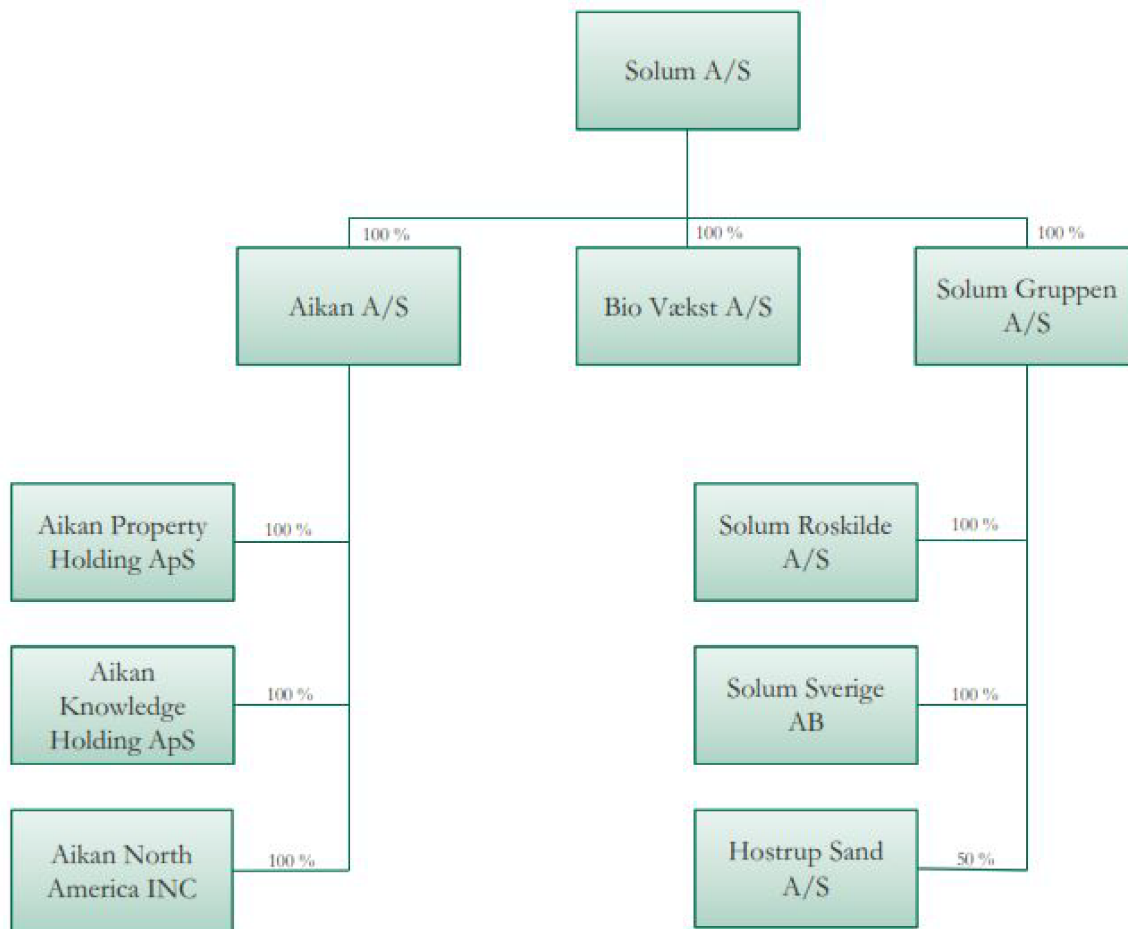 Solum A/S
100 %
100 %
100 %
Aikan A/S
Bio Vækst A/S
Solum Gruppen
A/S
Aikan Property
Holding ApS
100 %
Solum Roskilde
A/S
100 %
Aikan
Knowledge
Holding ApS
100 %
Solum Sverige
AB
100 %
Aikan North
America INC
100 %
Hostrup Sand
A/S
50 %